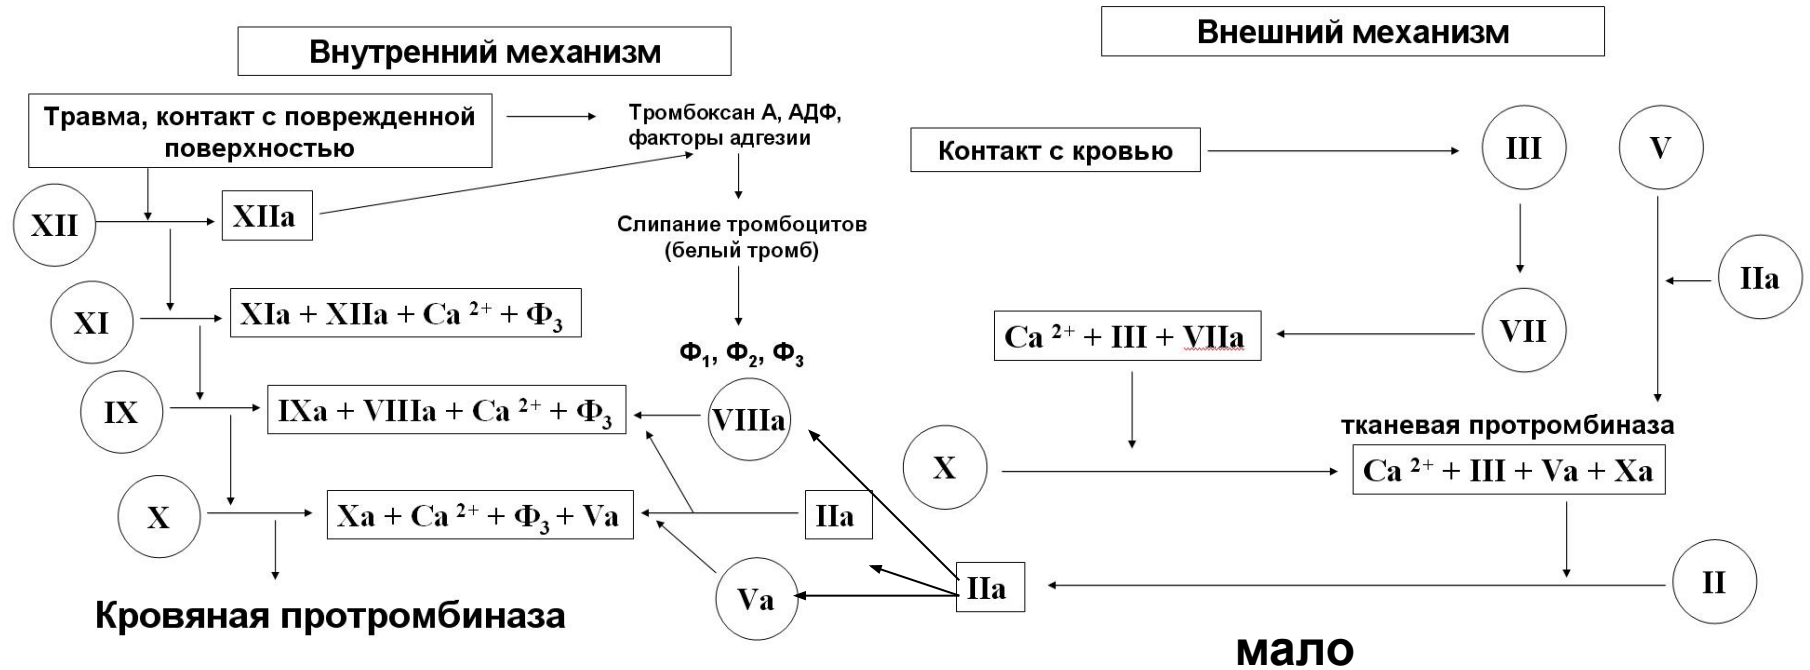 Внутренний механизм
Внешний механизм
Травма, контакт с поврежденной
поверхностью
Тромбоксан А, АДФ,
факторы адгезии
Контакт с кровью
III
V
XII
XIIa
Слипание тромбоцитов
(белый тромб)
IIa
XI
XIa + XIIa + Ca 2+ + Ф3
Ca 2+ + III + VIIa
VII
Ф1, Ф2, Ф3
IX
IXa + VIIIa + Ca 2+ + Ф3
VIIIa
тканевая протромбиназа
X
Ca 2+ + III + Va + Xa
X
Xa + Ca 2+ + Ф3 + Va
IIa
Va
IIa
II
Кровяная протромбиназа
мало